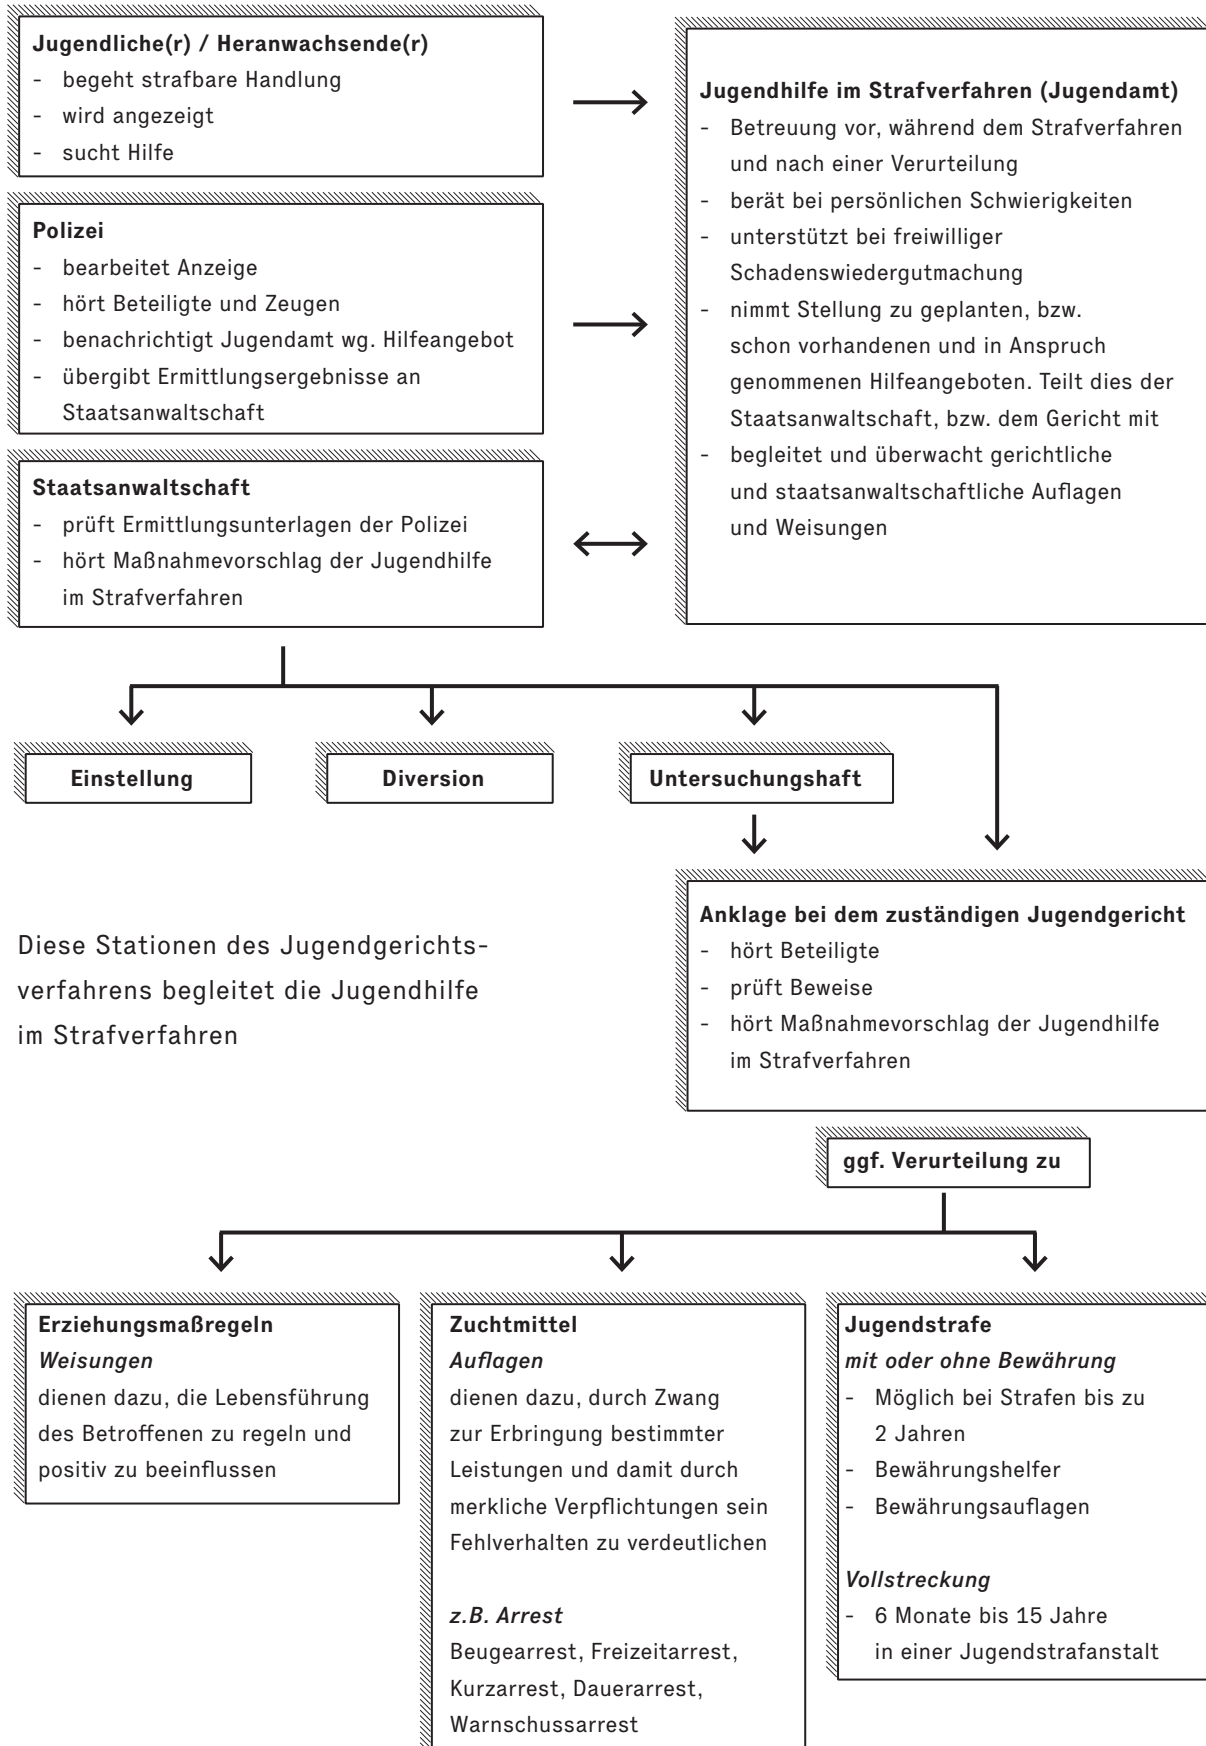 Jugendliche(r) / Heranwachsende(r)
- begeht strafbare Handlung
- wird angezeigt
- sucht Hilfe
Polizei
- bearbeitet Anzeige
- hört Beteiligte und Zeugen
- benachrichtigt Jugendamt wg. Hilfeangebot
- übergibt Ermittlungsergebnisse an
Staatsanwaltschaft
Staatsanwaltschaft
- prüft Ermittlungsunterlagen der Polizei
- hört Maßnahmevorschlag der Jugendhilfe
im Strafverfahren
Jugendhilfe im Strafverfahren (Jugendamt)
- Betreuung vor, während dem Strafverfahren
und nach einer Verurteilung
- berät bei persönlichen Schwierigkeiten
- unterstützt bei freiwilliger
Schadenswiedergutmachung
- nimmt Stellung zu geplanten, bzw.
schon vorhandenen und in Anspruch
genommenen Hilfeangeboten. Teilt dies der
Staatsanwaltschaft, bzw. dem Gericht mit
- begleitet und überwacht gerichtliche
und staatsanwaltschaftliche Auflagen
und Weisungen
Einstellung
Diversion
Untersuchungshaft
Diese Stationen des Jugendgerichts-
verfahrens begleitet die Jugendhilfe
im Strafverfahren
Anklage bei dem zuständigen Jugendgericht
- hört Beteiligte
- prüft Beweise
- hört Maßnahmevorschlag der Jugendhilfe
im Strafverfahren
ggf. Verurteilung zu
Erziehungsmaßregeln
Weisungen
dienen dazu, die Lebensführung
des Betroffenen zu regeln und
positiv zu beeinflussen
Zuchtmittel
Auflagen
dienen dazu, durch Zwang
zur Erbringung bestimmter
Leistungen und damit durch
merkliche Verpflichtungen sein
Fehlverhalten zu verdeutlichen
z.B. Arrest
Beugearrest, Freizeitarrest,
Kurzarrest, Dauerarrest,
Warnschussarrest
Jugendstrafe
mit oder ohne Bewährung
- Möglich bei Strafen bis zu
2 Jahren
- Bewährungshelfer
- Bewährungsauflagen
Vollstreckung
- 6 Monate bis 15 Jahre
in einer Jugendstrafanstalt